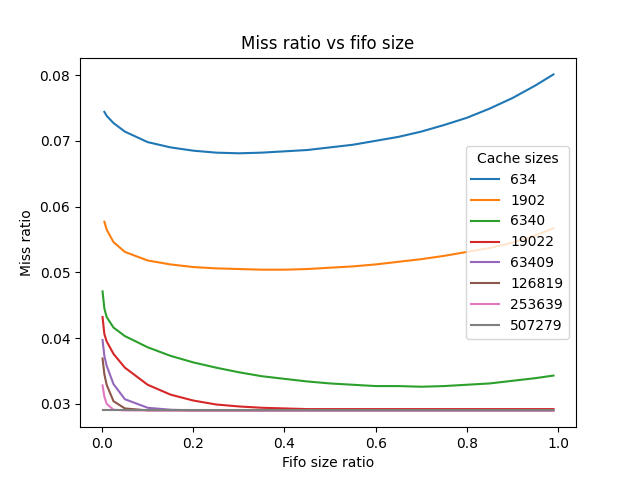 Miss ratio vs fifo size
0.08
0.07
0.06
0.05
0.04
0.03
Miss ratio
Cache sizes
634
1902
6340
19022
63409
126819
253639
507279
0.0 0.2 0.4 0.6 0.8 1.0
Fifo size ratio